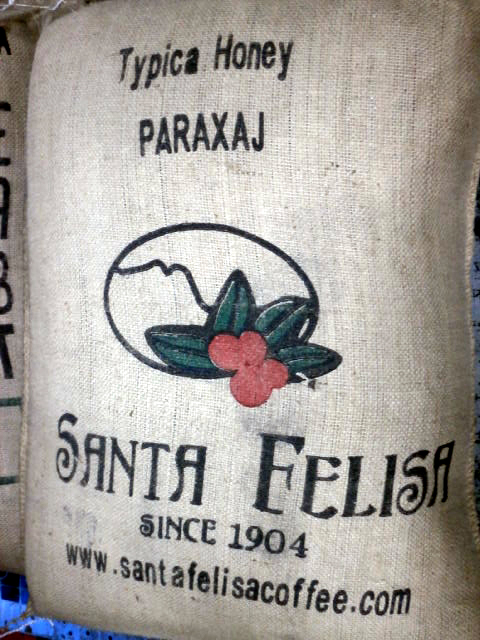 Typica Honey
PARAXAJ
SANTA FELISA
SINCE 1904
www.santafelisacoffee.com